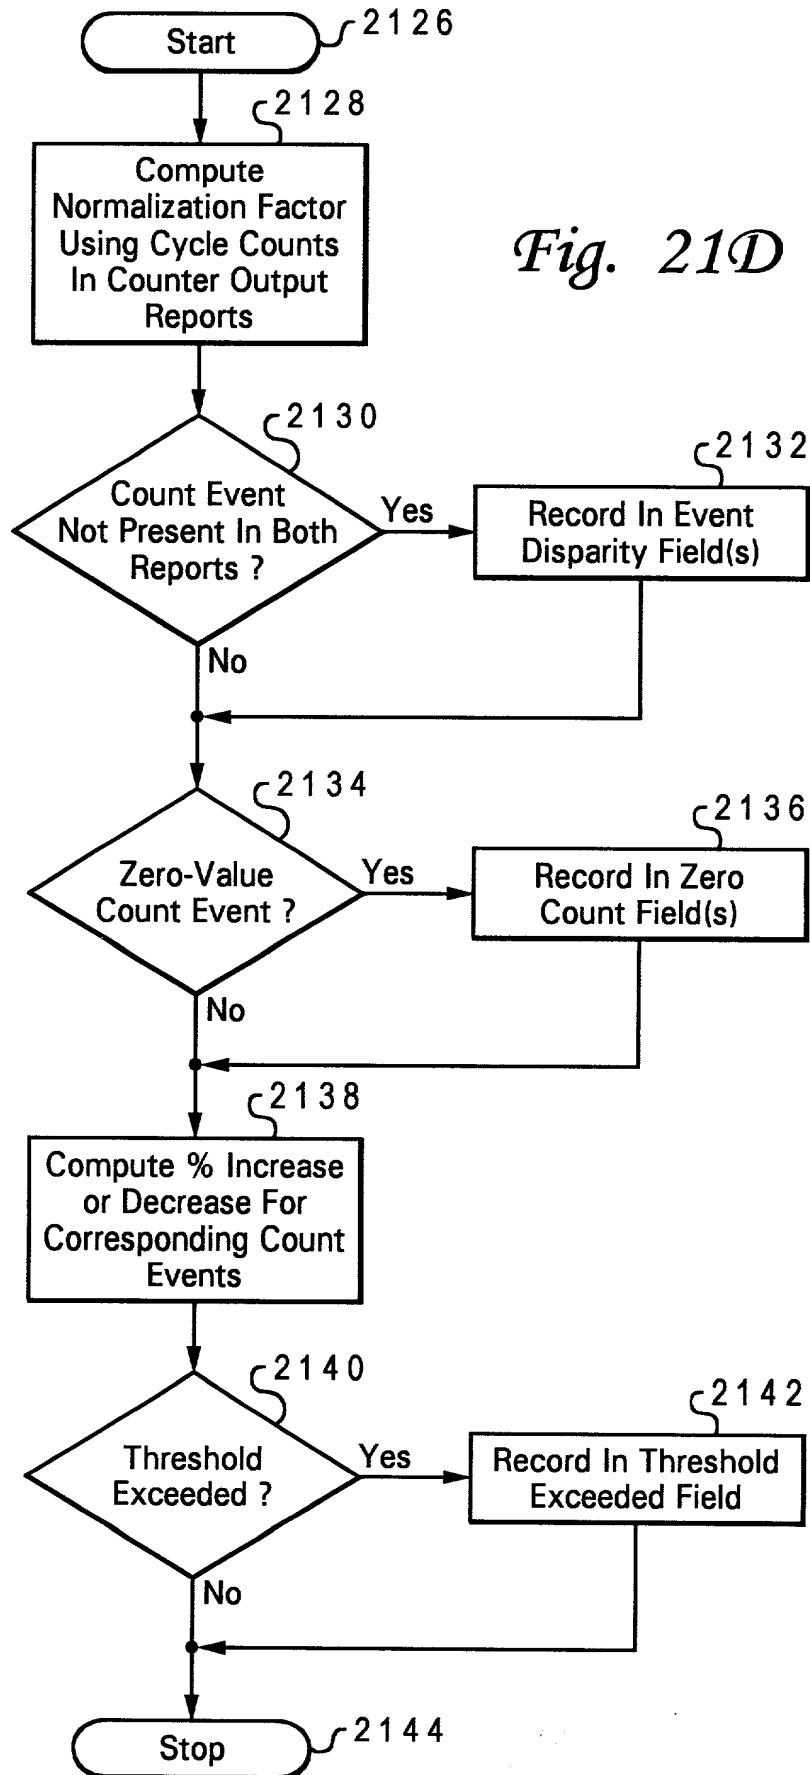 Start
2126
2128
Compute
Normalization Factor
Using Cycle Counts
In Counter Output
Reports
Fig. 21D
2130
Count Event
Not Present In Both
Reports ?
Yes
2132
Record In Event
Disparity Field(s)
No
2134
Zero-Value
Count Event ?
Yes
2136
Record In Zero
Count Field(s)
No
2138
Compute % Increase
or Decrease For
Corresponding Count
Events
2140
Threshold
Exceeded ?
Yes
2142
Record In Threshold
Exceeded Field
No
Stop
2144